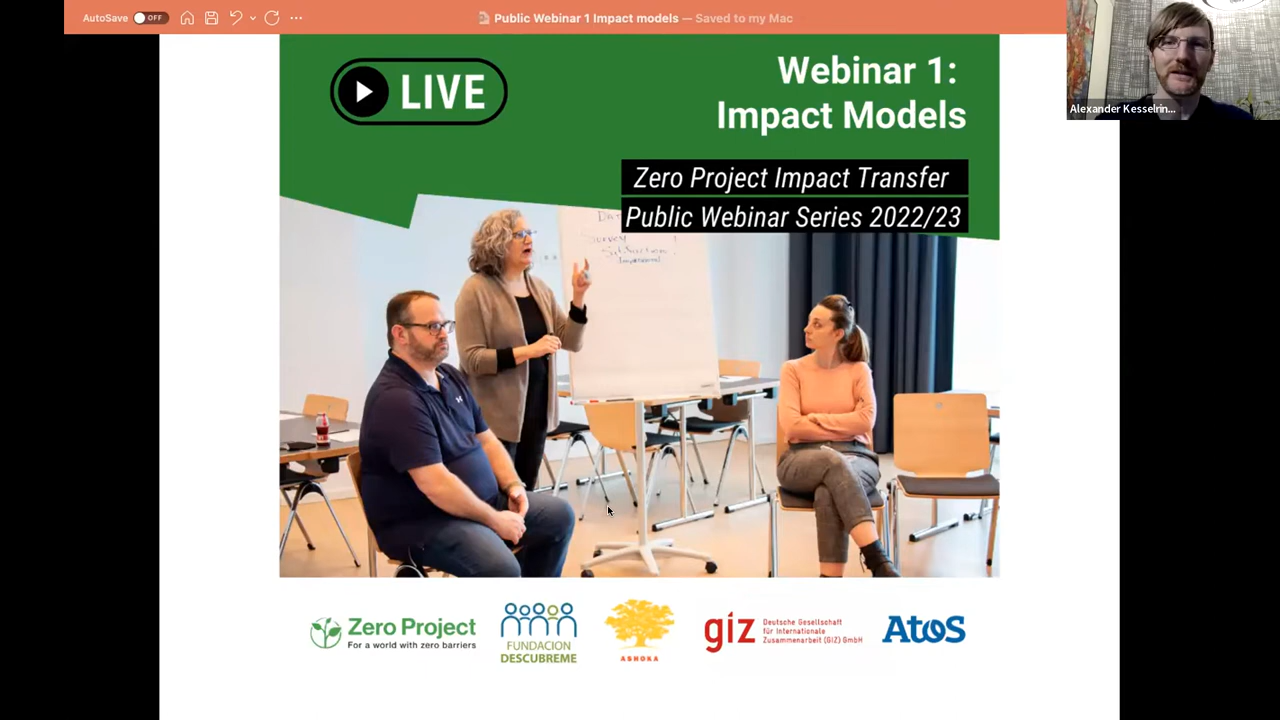 AutoSave OFF
Public Webinar 1 Impact models — Saved to my Mac
Alexander Kesselrin...
LIVE
Webinar 1:
Impact Models
Zero Project Impact Transfer
Public Webinar Series 2022/23
Survey
Zero Project
For a world with zero barriers
FUNDACION
DESCUBREME
ASHOKA
giz
Deutsche Gesellschaft
für Internationale
Zusammenarbeit (GIZ) GmbH
Atos